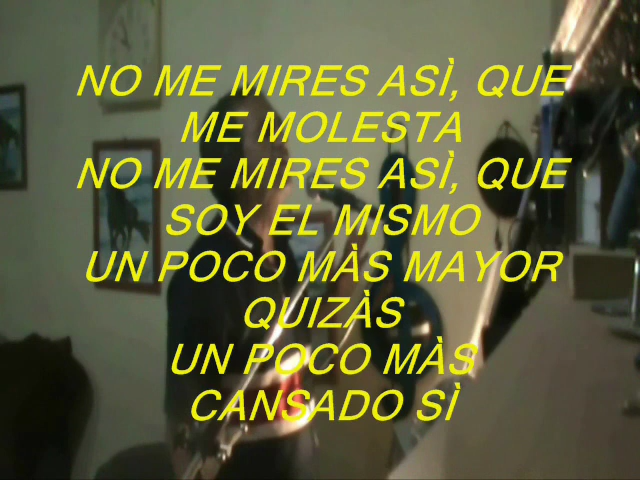 NO ME MIRES ASÌ, QUE
ME MOLESTA
NO ME MIRES ASÌ, QUE
SOY EL MISMO
UN POCO MÀS MAYOR
QUIZÀS
UN POCO MÀS
CANSADO SÌ